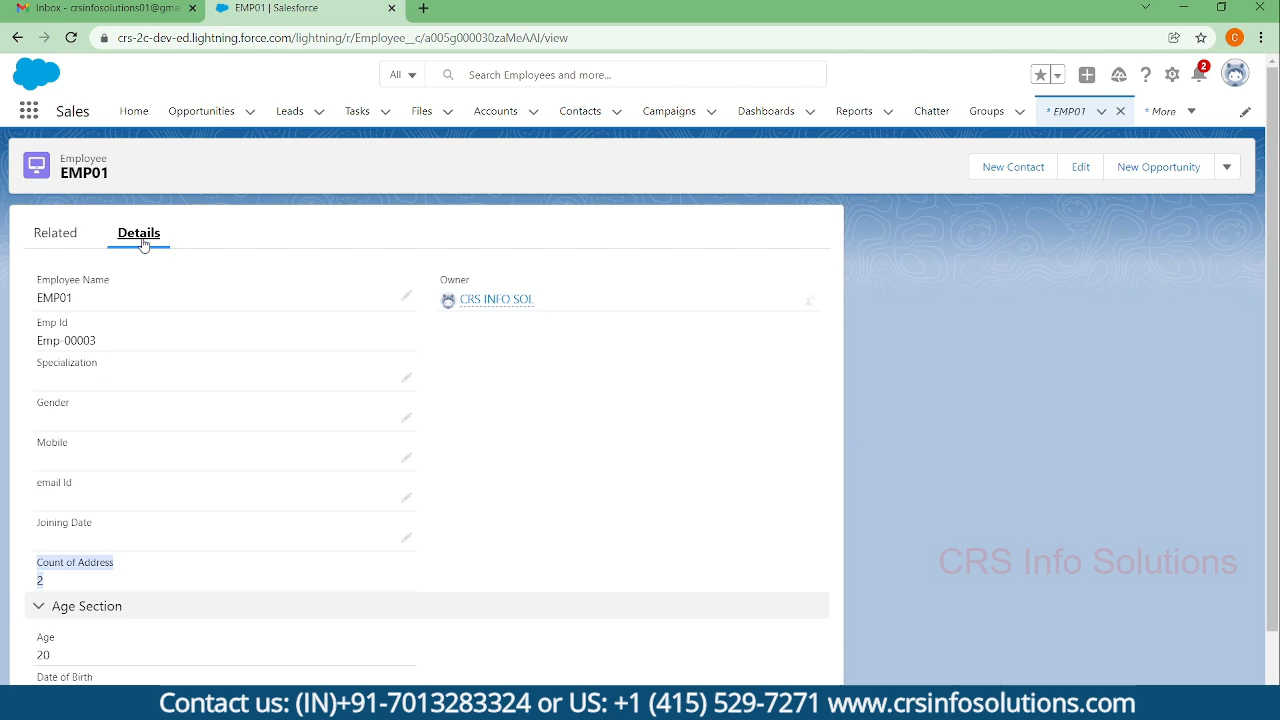 Inbox - crsinfosolutions01@gmai
EMP01 | Salesforce
crs-2c-dev-ed.lightning.force.com/lightning/r/Employee__c/a005g000030zaMeAAI/view
C
All
Search Employees and more...
2
Sales
Home
Opportunities
Leads
Tasks
Files
Accounts
Contacts
Campaigns
Dashboards
Reports
Chatter
Groups
* EMP01
* More
Employee
EMP01
New Contact
Edit
New Opportunity
Related
Details
Employee Name
EMP01
Owner
CRS INFO SOL
Emp Id
Emp-00003
Specialization
Gender
Mobile
email Id
Joining Date
Count of Address
2
CRS Info Solutions
Age Section
Age
20
Date of Birth
Contact us: (IN)+91-7013283324 or US: +1 (415) 529-7271 www.crsinfosolutions.com